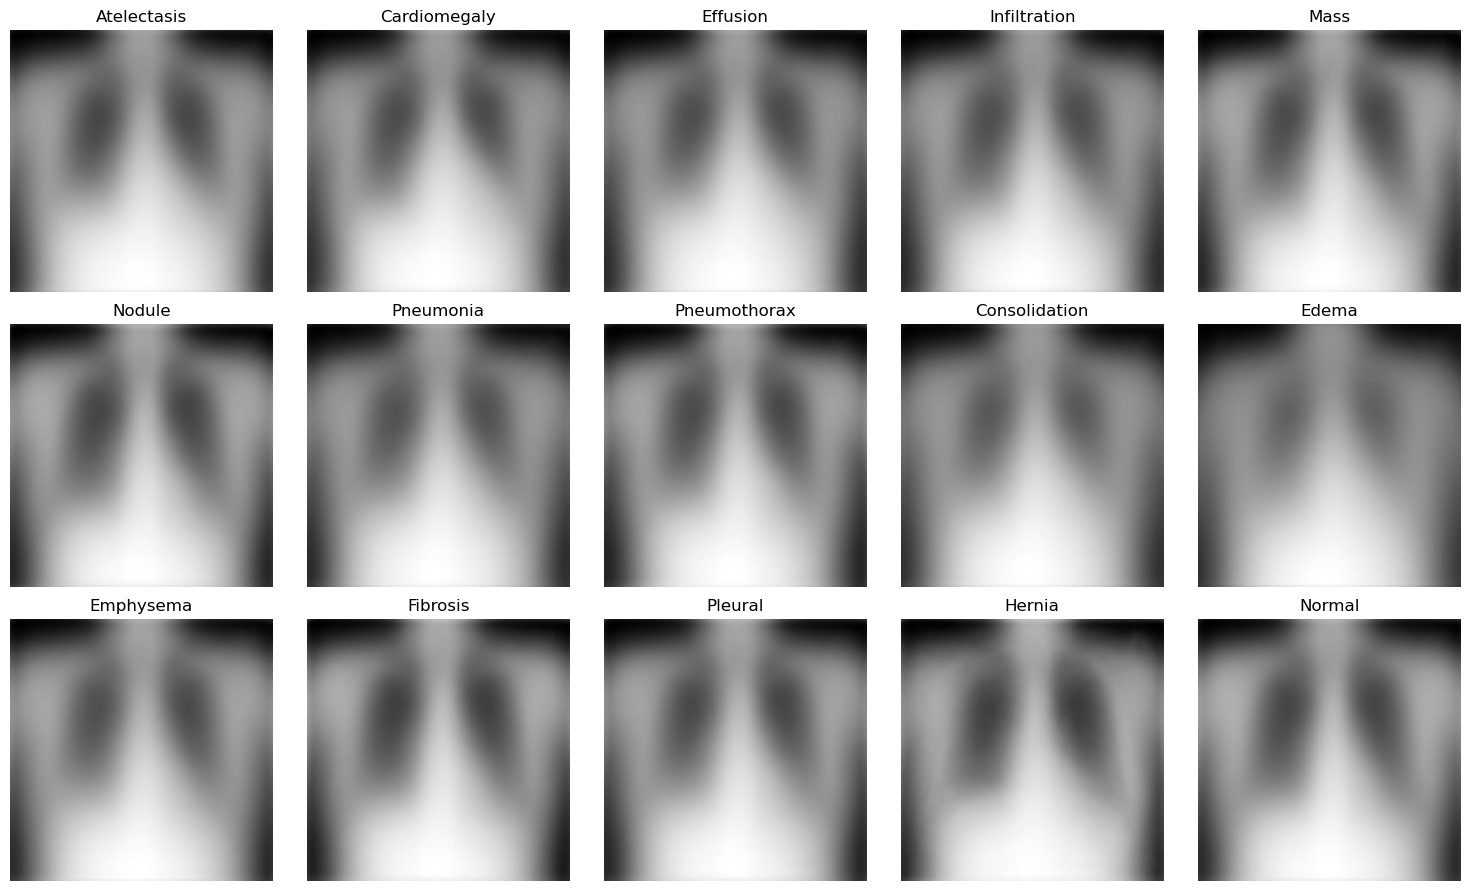 Atelectasis Cardiomegaly Effusion Infiltration Mass
Nodule Pneumonia Pneumothorax Consolidation Edema
Emphysema Fibrosis Pleural Hernia Normal